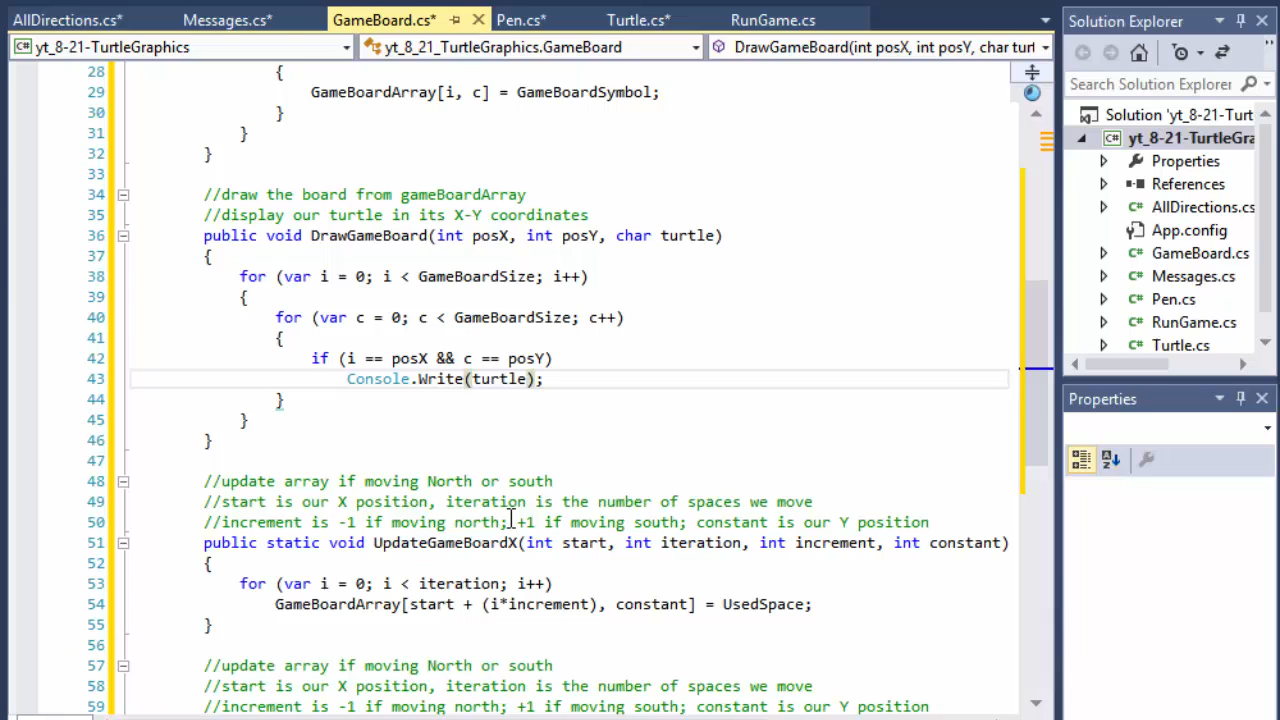 AllDirections.cs*
Messages.cs*
GameBoard.cs*
Pen.cs*
Turtle.cs*
RunGame.cs
Solution Explorer
yt_8-21-TurtleGraphics
yt_8_21_TurtleGraphics.GameBoard
DrawGameBoard(int posX, int posY, char turtl
28 {
29 GameBoardArray[i, c] = GameBoardSymbol;
30 }
31 }
32 }
33
34 //draw the board from gameBoardArray
35 //display our turtle in its X-Y coordinates
36 public void DrawGameBoard(int posX, int posY, char turtle)
37 {
38 for (var i = 0; i < GameBoardSize; i++)
39 {
40 for (var c = 0; c < GameBoardSize; c++)
41 {
42 if (i == posX && c == posY)
43 Console.Write(turtle);
44 }
45 }
46 }
47
48 //update array if moving North or south
49 //start is our X position, iteration is the number of spaces we move
50 //increment is -1 if moving north; +1 if moving south; constant is our Y position
51 public static void UpdateGameBoardX(int start, int iteration, int increment, int constant)
52 {
53 for (var i = 0; i < iteration; i++)
54 GameBoardArray[start + (i*increment), constant] = UsedSpace;
55 }
56
57 //update array if moving North or south
58 //start is our X position, iteration is the number of spaces we move
59 //increment is -1 if moving north; +1 if moving south; constant is our Y position
Search Solution Explorer
Solution 'yt_8-21-Turt
C# yt_8-21-TurtleGra
Properties
References
C# AllDirections.cs
App.config
C# GameBoard.cs
C# Messages.cs
C# Pen.cs
C# RunGame.cs
C# Turtle.cs
Properties